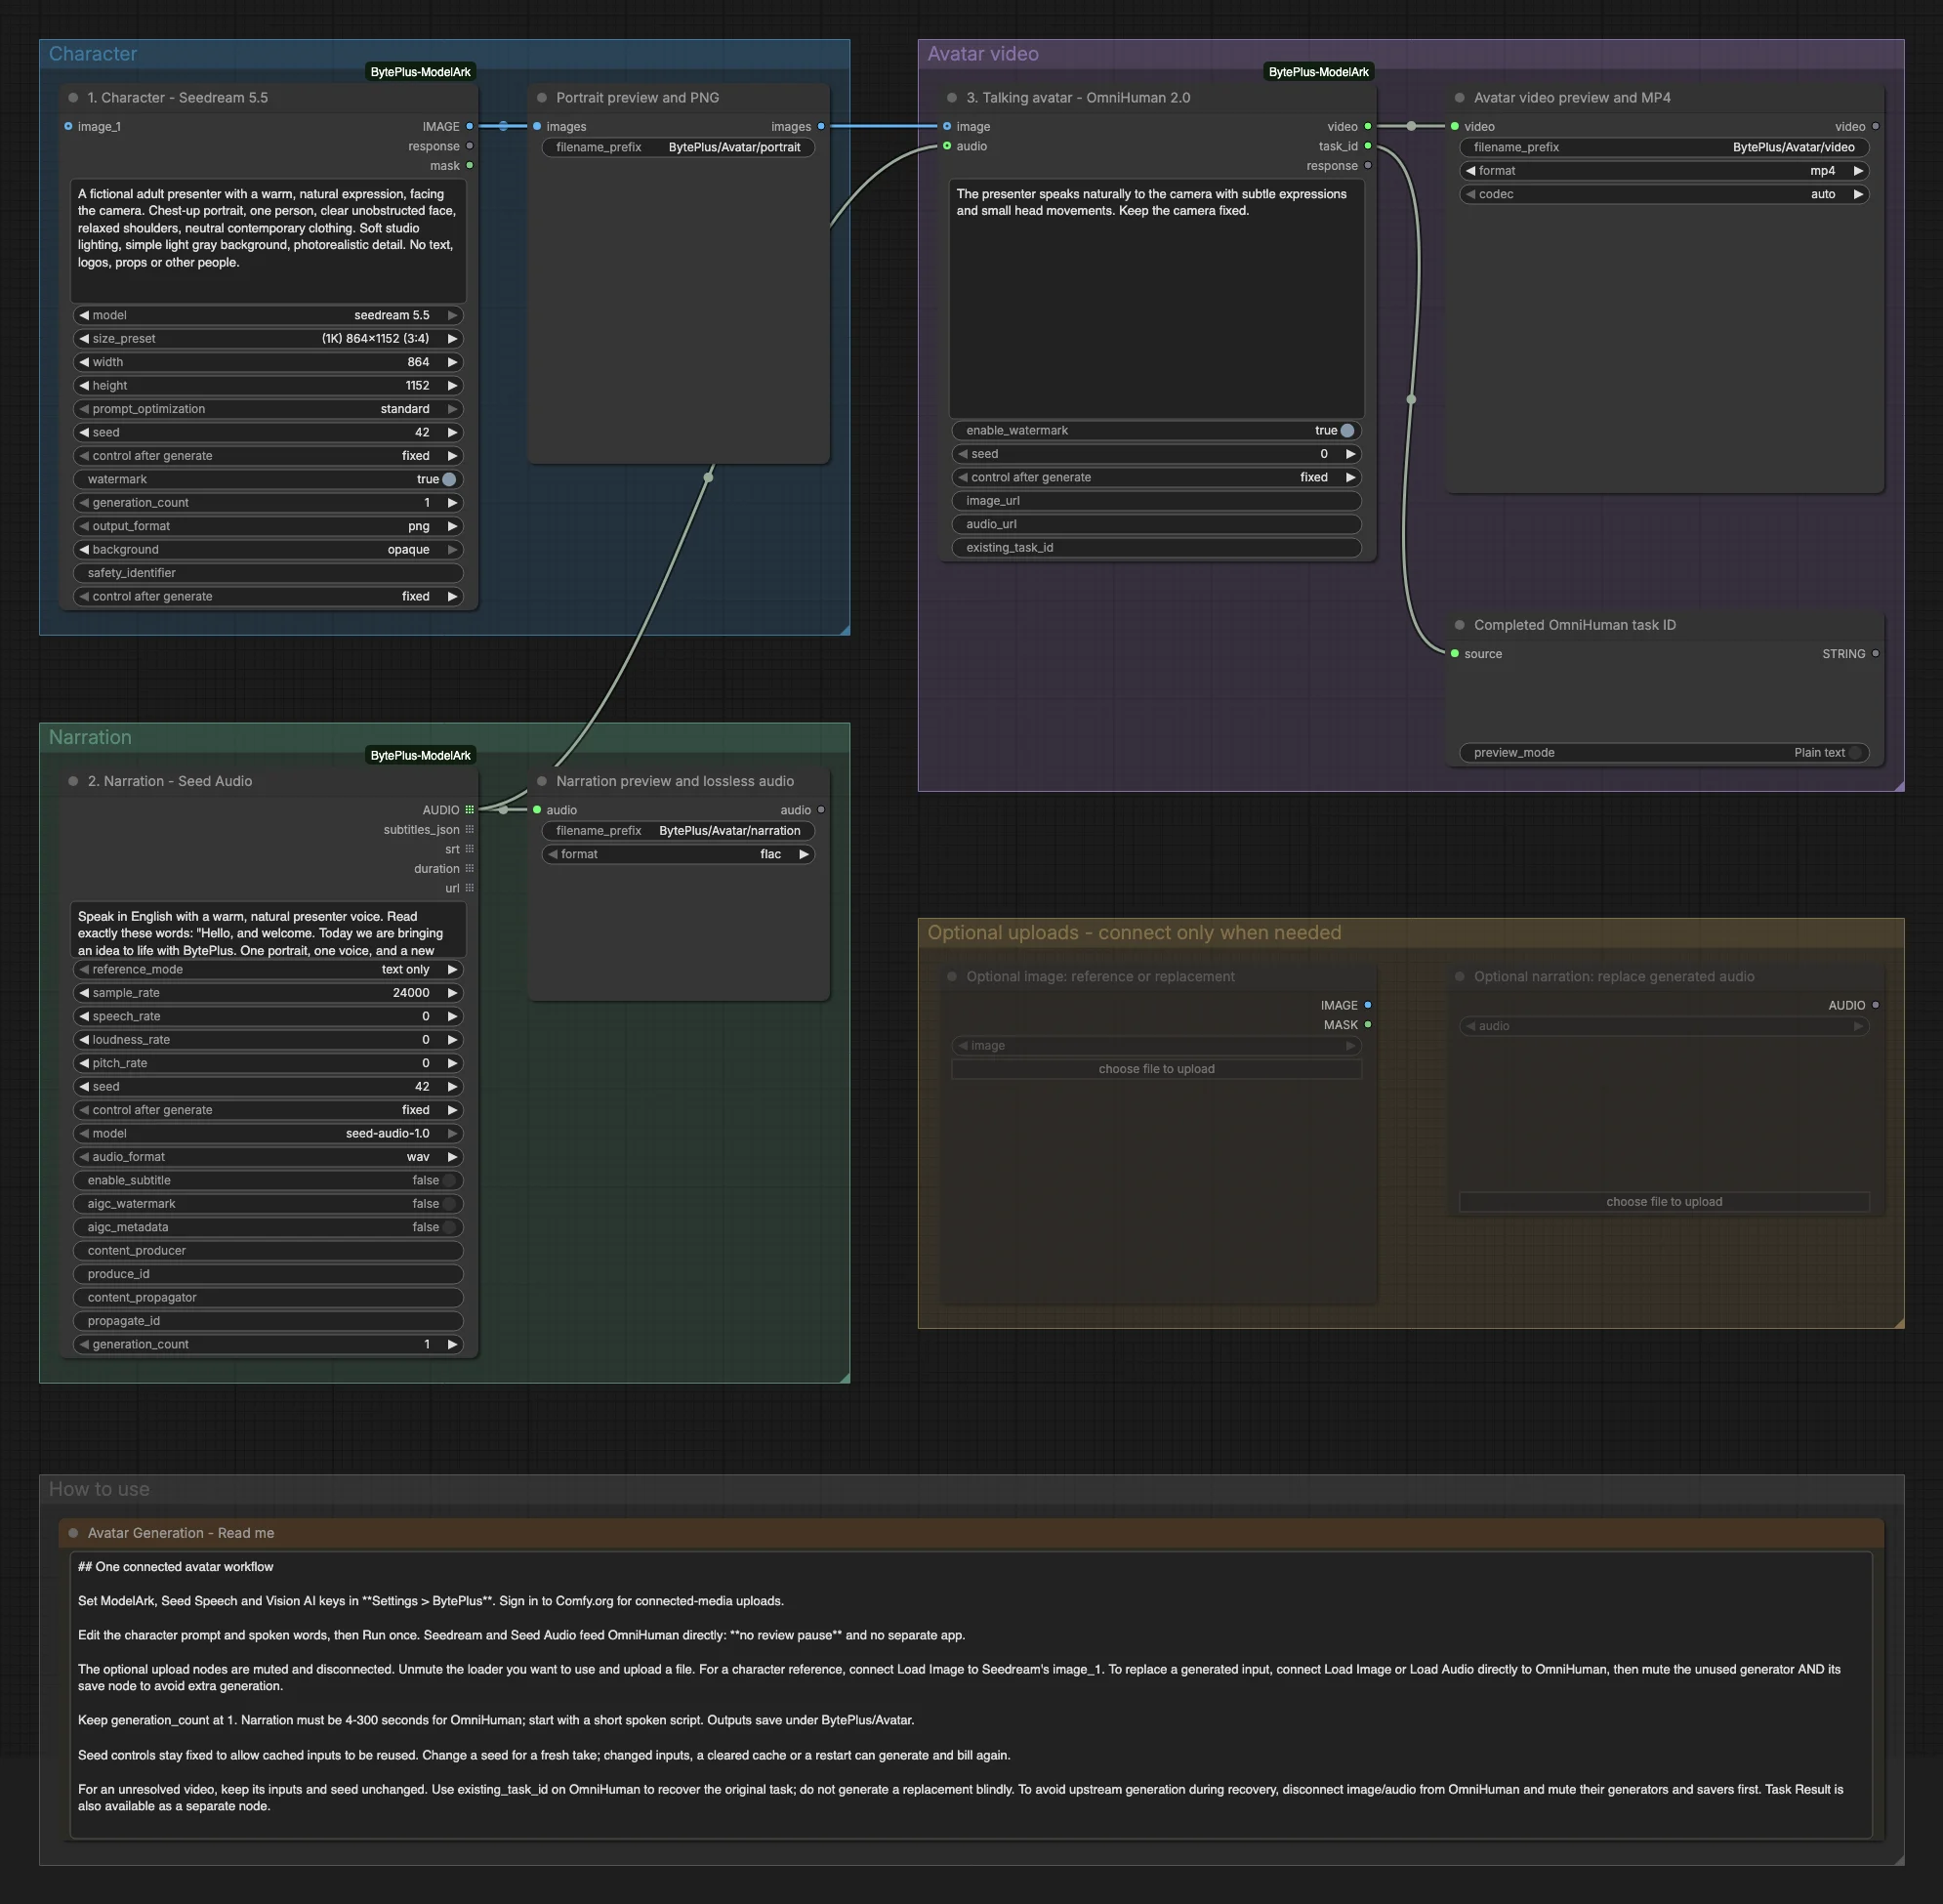 Character
BytePlus-ModelArk
1. Character - Seedream 5.5
image_1
IMAGE
response
mask
A fictional adult presenter with a warm, natural expression, facing
the camera. Chest-up portrait, one person, clear unobstructed face,
relaxed shoulders, neutral contemporary clothing. Soft studio
lighting, simple light gray background, photorealistic detail. No text,
logos, props or other people.
model seedream 5.5
size_preset (1K) 864×1152 (3:4)
width 864
height 1152
prompt_optimization standard
seed 42
control after generate fixed
watermark true
generation_count 1
output_format png
background opaque
safety_identifier
control after generate fixed
Portrait preview and PNG
images images
filename_prefix BytePlus/Avatar/portrait
Avatar video
BytePlus-ModelArk
3. Talking avatar - OmniHuman 2.0
image video
audio task_id
response
The presenter speaks naturally to the camera with subtle expressions
and small head movements. Keep the camera fixed.
enable_watermark true
seed 0
control after generate fixed
image_url
audio_url
existing_task_id
Avatar video preview and MP4
video video
filename_prefix BytePlus/Avatar/video
format mp4
codec auto
Completed OmniHuman task ID
source STRING
preview_mode Plain text
Narration
BytePlus-ModelArk
2. Narration - Seed Audio
AUDIO
subtitles_json
srt
duration
url
Speak in English with a warm, natural presenter voice. Read
exactly these words: "Hello, and welcome. Today we are bringing
an idea to life with BytePlus. One portrait, one voice, and a new
reference_mode text only
sample_rate 24000
speech_rate 0
loudness_rate 0
pitch_rate 0
seed 42
control after generate fixed
model seed-audio-1.0
audio_format wav
enable_subtitle false
aigc_watermark false
aigc_metadata false
content_producer
produce_id
content_propagator
propagate_id
generation_count 1
Narration preview and lossless audio
audio audio
filename_prefix BytePlus/Avatar/narration
format flac
Optional uploads - connect only when needed
Optional image: reference or replacement
IMAGE
MASK
image
choose file to upload
Optional narration: replace generated audio
AUDIO
audio
choose file to upload
How to use
Avatar Generation - Read me
## One connected avatar workflow
Set ModelArk, Seed Speech and Vision AI keys in **Settings > BytePlus**. Sign in to Comfy.org for connected-media uploads.
Edit the character prompt and spoken words, then Run once. Seedream and Seed Audio feed OmniHuman directly: **no review pause** and no separate app.
The optional upload nodes are muted and disconnected. Unmute the loader you want to use and upload a file. For a character reference, connect Load Image to Seedream's image_1. To replace a generated input, connect Load Image or Load Audio directly to OmniHuman, then mute the unused generator AND its
save node to avoid extra generation.
Keep generation_count at 1. Narration must be 4-300 seconds for OmniHuman; start with a short spoken script. Outputs save under BytePlus/Avatar.
Seed controls stay fixed to allow cached inputs to be reused. Change a seed for a fresh take; changed inputs, a cleared cache or a restart can generate and bill again.
For an unresolved video, keep its inputs and seed unchanged. Use existing_task_id on OmniHuman to recover the original task; do not generate a replacement blindly. To avoid upstream generation during recovery, disconnect image/audio from OmniHuman and mute their generators and savers first. Task Result is
also available as a separate node.